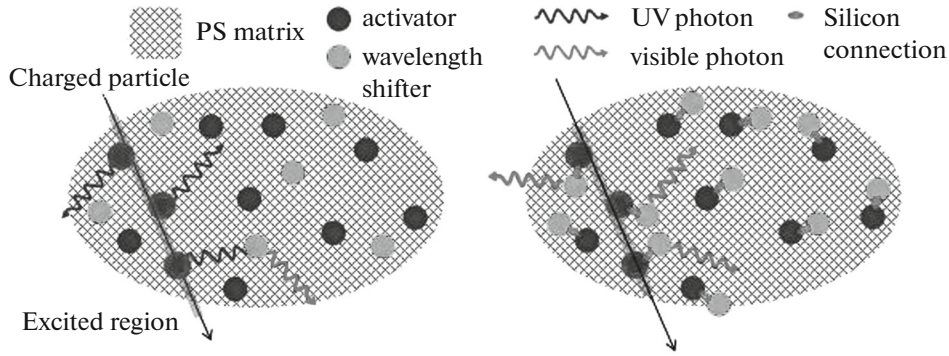 PS matrix
activator
wavelength
shifter
UV photon
visible photon
Silicon
connection
Charged particle
Excited region